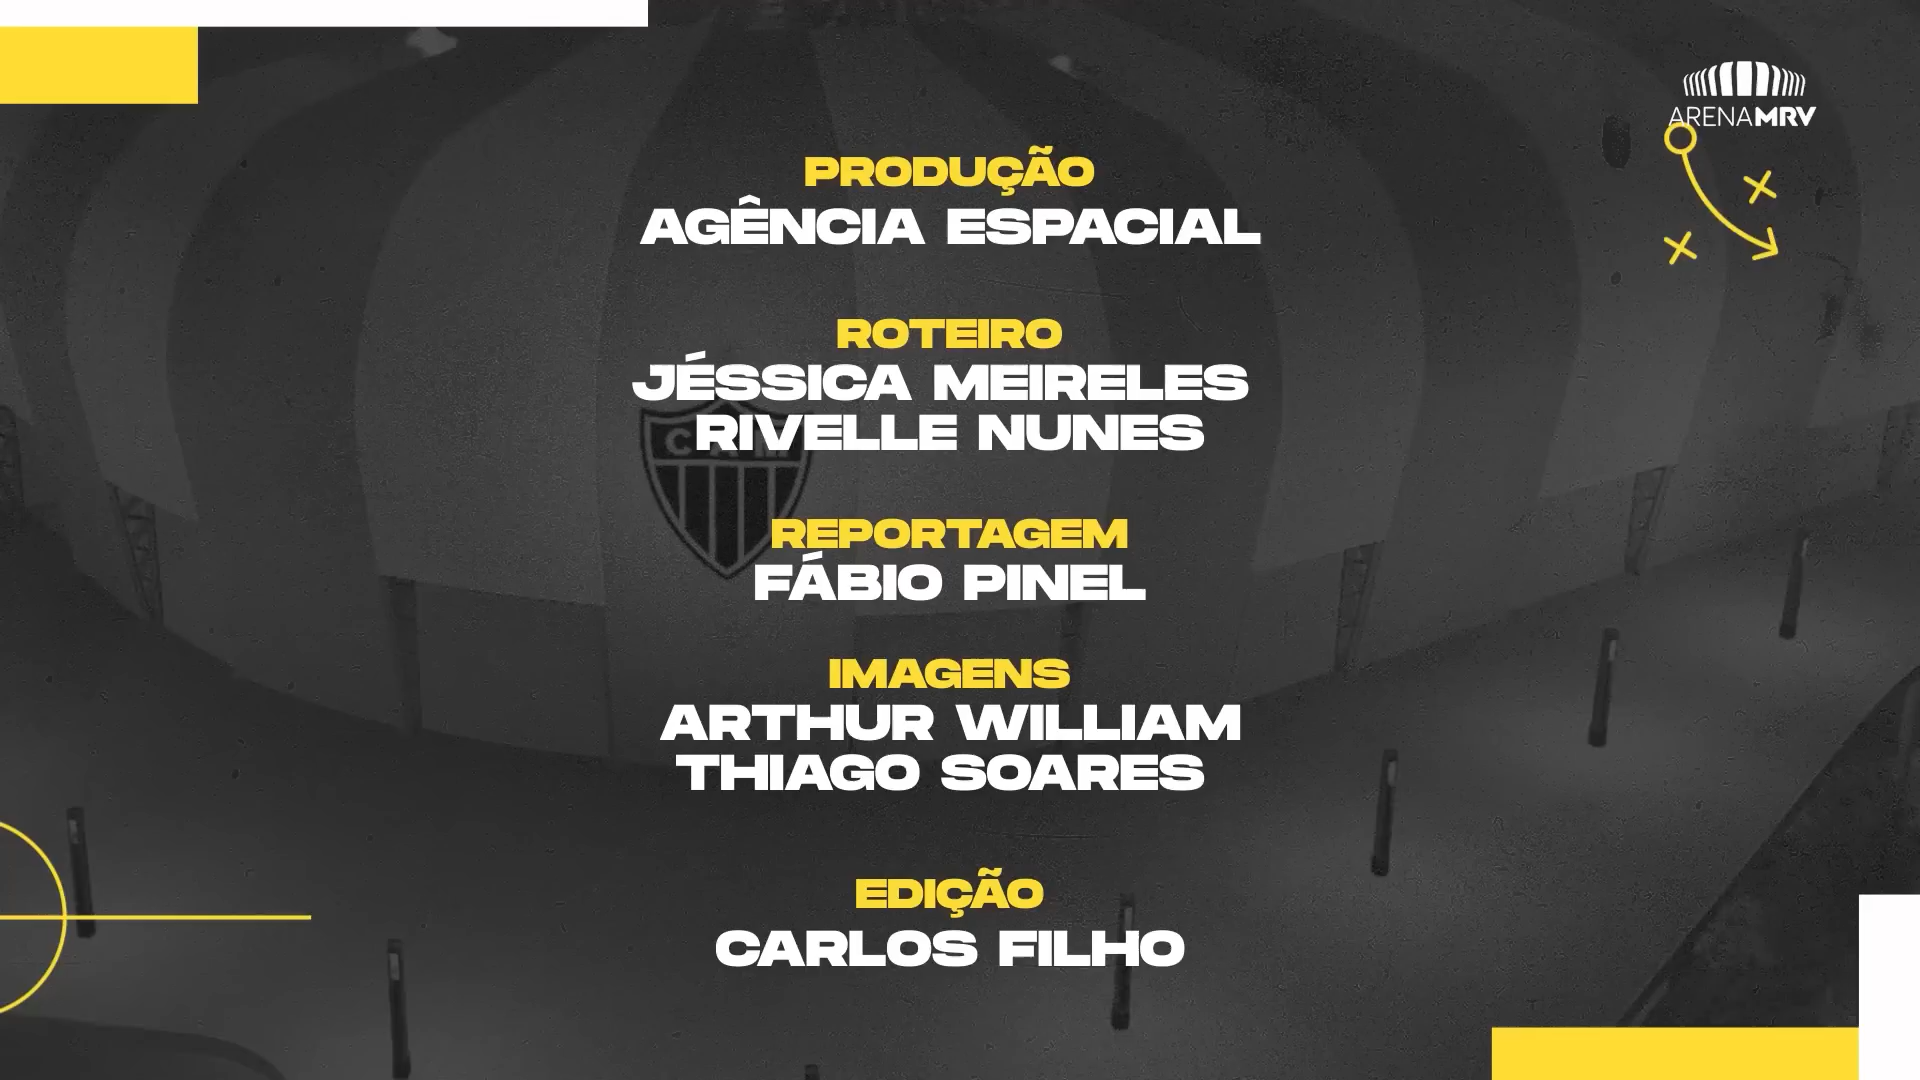 ARENAMRV
PRODUÇÃO
AGÊNCIA ESPACIAL
ROTEIRO
JÉSSICA MEIRELES
RIVELLE NUNES
CAM
REPORTAGEM
FÁBIO PINEL
IMAGENS
ARTHUR WILLIAM
THIAGO SOARES
EDIÇÃO
CARLOS FILHO